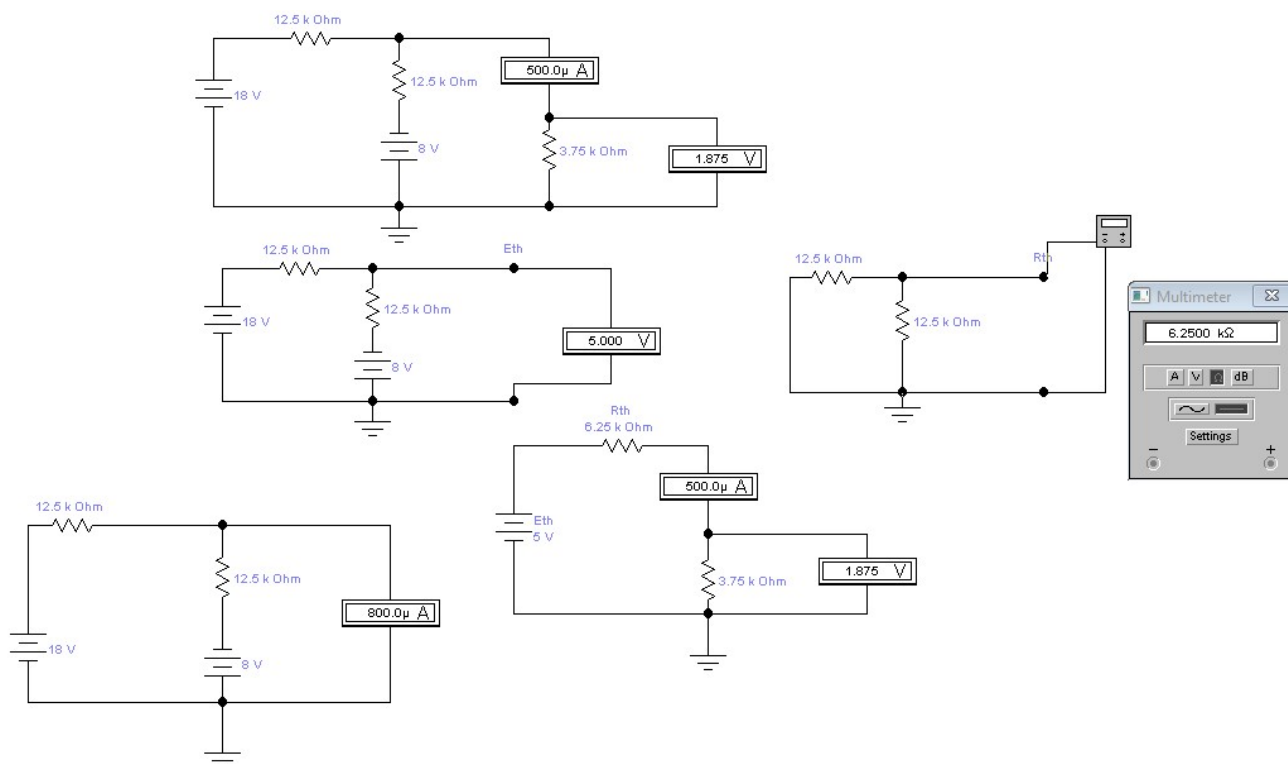 12.5 k Ohm
18 V
12.5 k Ohm
8 V
500.0µ A
3.75 k Ohm
1.875 V
12.5 k Ohm
Eth
18 V
12.5 k Ohm
8 V
5.000 V
12.5 k Ohm
Rth
12.5 k Ohm
Multimeter
6.2500 kΩ
A V Ω dB
Settings
− +
Rth
6.25 k Ohm
Eth
5 V
500.0µ A
3.75 k Ohm
1.875 V
12.5 k Ohm
18 V
12.5 k Ohm
8 V
800.0µ A